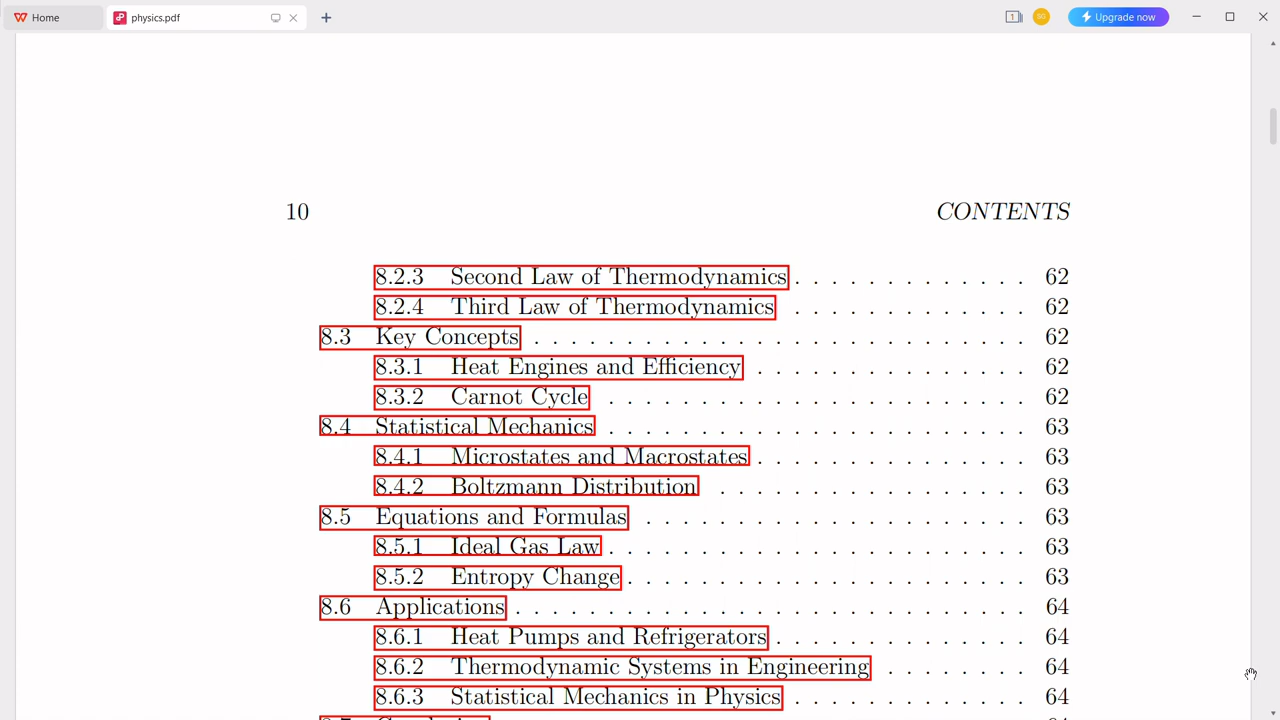 Home
physics.pdf
1
SG
Upgrade now
10 CONTENTS
8.2.3 Second Law of Thermodynamics . . . . . . . . . . . . . 62
8.2.4 Third Law of Thermodynamics . . . . . . . . . . . . . 62
8.3 Key Concepts . . . . . . . . . . . . . . . . . . . . . . . . . . . 62
8.3.1 Heat Engines and Efficiency . . . . . . . . . . . . . . . 62
8.3.2 Carnot Cycle . . . . . . . . . . . . . . . . . . . . . . . 62
8.4 Statistical Mechanics . . . . . . . . . . . . . . . . . . . . . . . 63
8.4.1 Microstates and Macrostates . . . . . . . . . . . . . . . 63
8.4.2 Boltzmann Distribution . . . . . . . . . . . . . . . . . 63
8.5 Equations and Formulas . . . . . . . . . . . . . . . . . . . . . 63
8.5.1 Ideal Gas Law . . . . . . . . . . . . . . . . . . . . . . . 63
8.5.2 Entropy Change . . . . . . . . . . . . . . . . . . . . . . 63
8.6 Applications . . . . . . . . . . . . . . . . . . . . . . . . . . . . 64
8.6.1 Heat Pumps and Refrigerators . . . . . . . . . . . . . . 64
8.6.2 Thermodynamic Systems in Engineering . . . . . . . . 64
8.6.3 Statistical Mechanics in Physics . . . . . . . . . . . . . 64